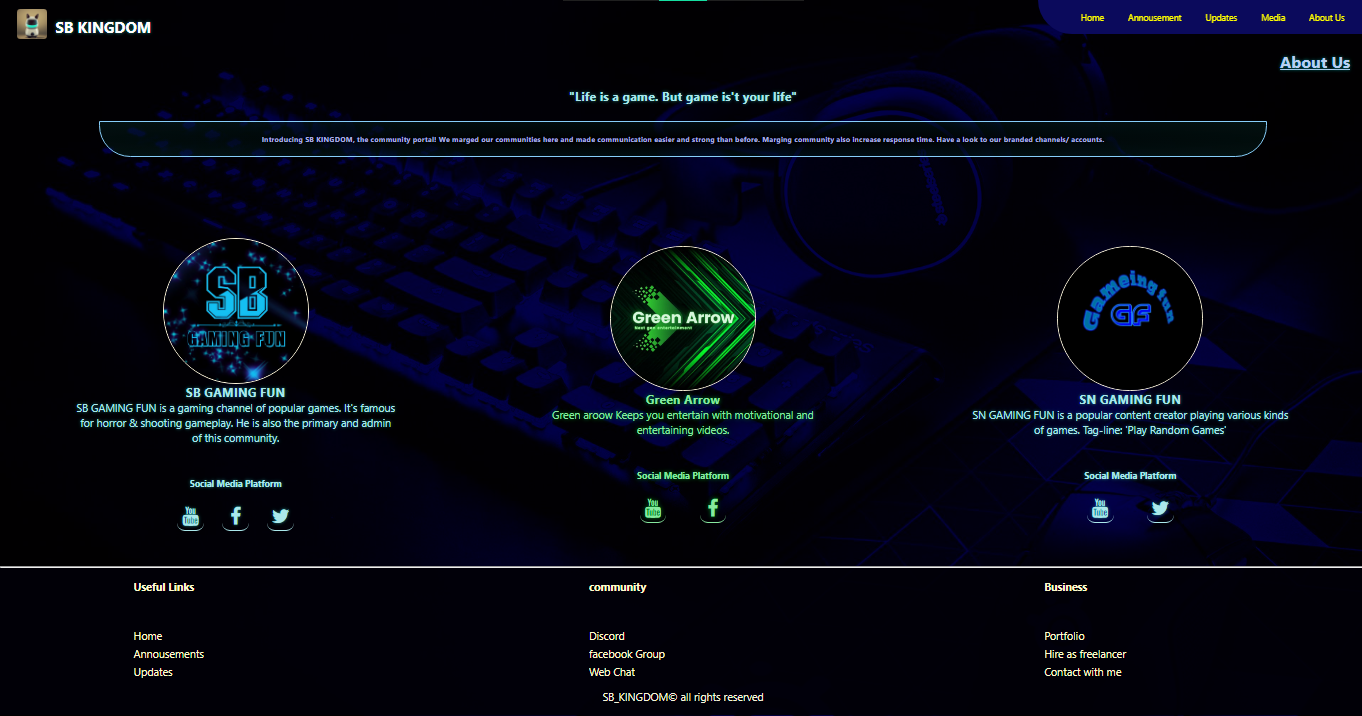 SB KINGDOM
Home Annousement Updates Media About Us
About Us
"Life is a game. But game is't your life"
Introducing SB KINGDOM, the community portal! We marged our communities here and made communication easier and strong than before. Marging community also increase response time. Have a look to our branded channels/ accounts.
SB
GAMING FUN
SB GAMING FUN
SB GAMING FUN is a gaming channel of popular games. It's famous
for horror & shooting gameplay. He is also the primary and admin
of this community.
Social Media Platform
You
Tube
Green Arrow
Next gen entertainment
Green Arrow
Green aroow Keeps you entertain with motivational and
entertaining videos.
Social Media Platform
You
Tube
Gameing fun
GF
SN GAMING FUN
SN GAMING FUN is a popular content creator playing various kinds
of games. Tag-line: 'Play Random Games'
Social Media Platform
You
Tube
Useful Links
Home
Annousements
Updates
community
Discord
facebook Group
Web Chat
Business
Portfolio
Hire as freelancer
Contact with me
SB_KINGDOM© all rights reserved